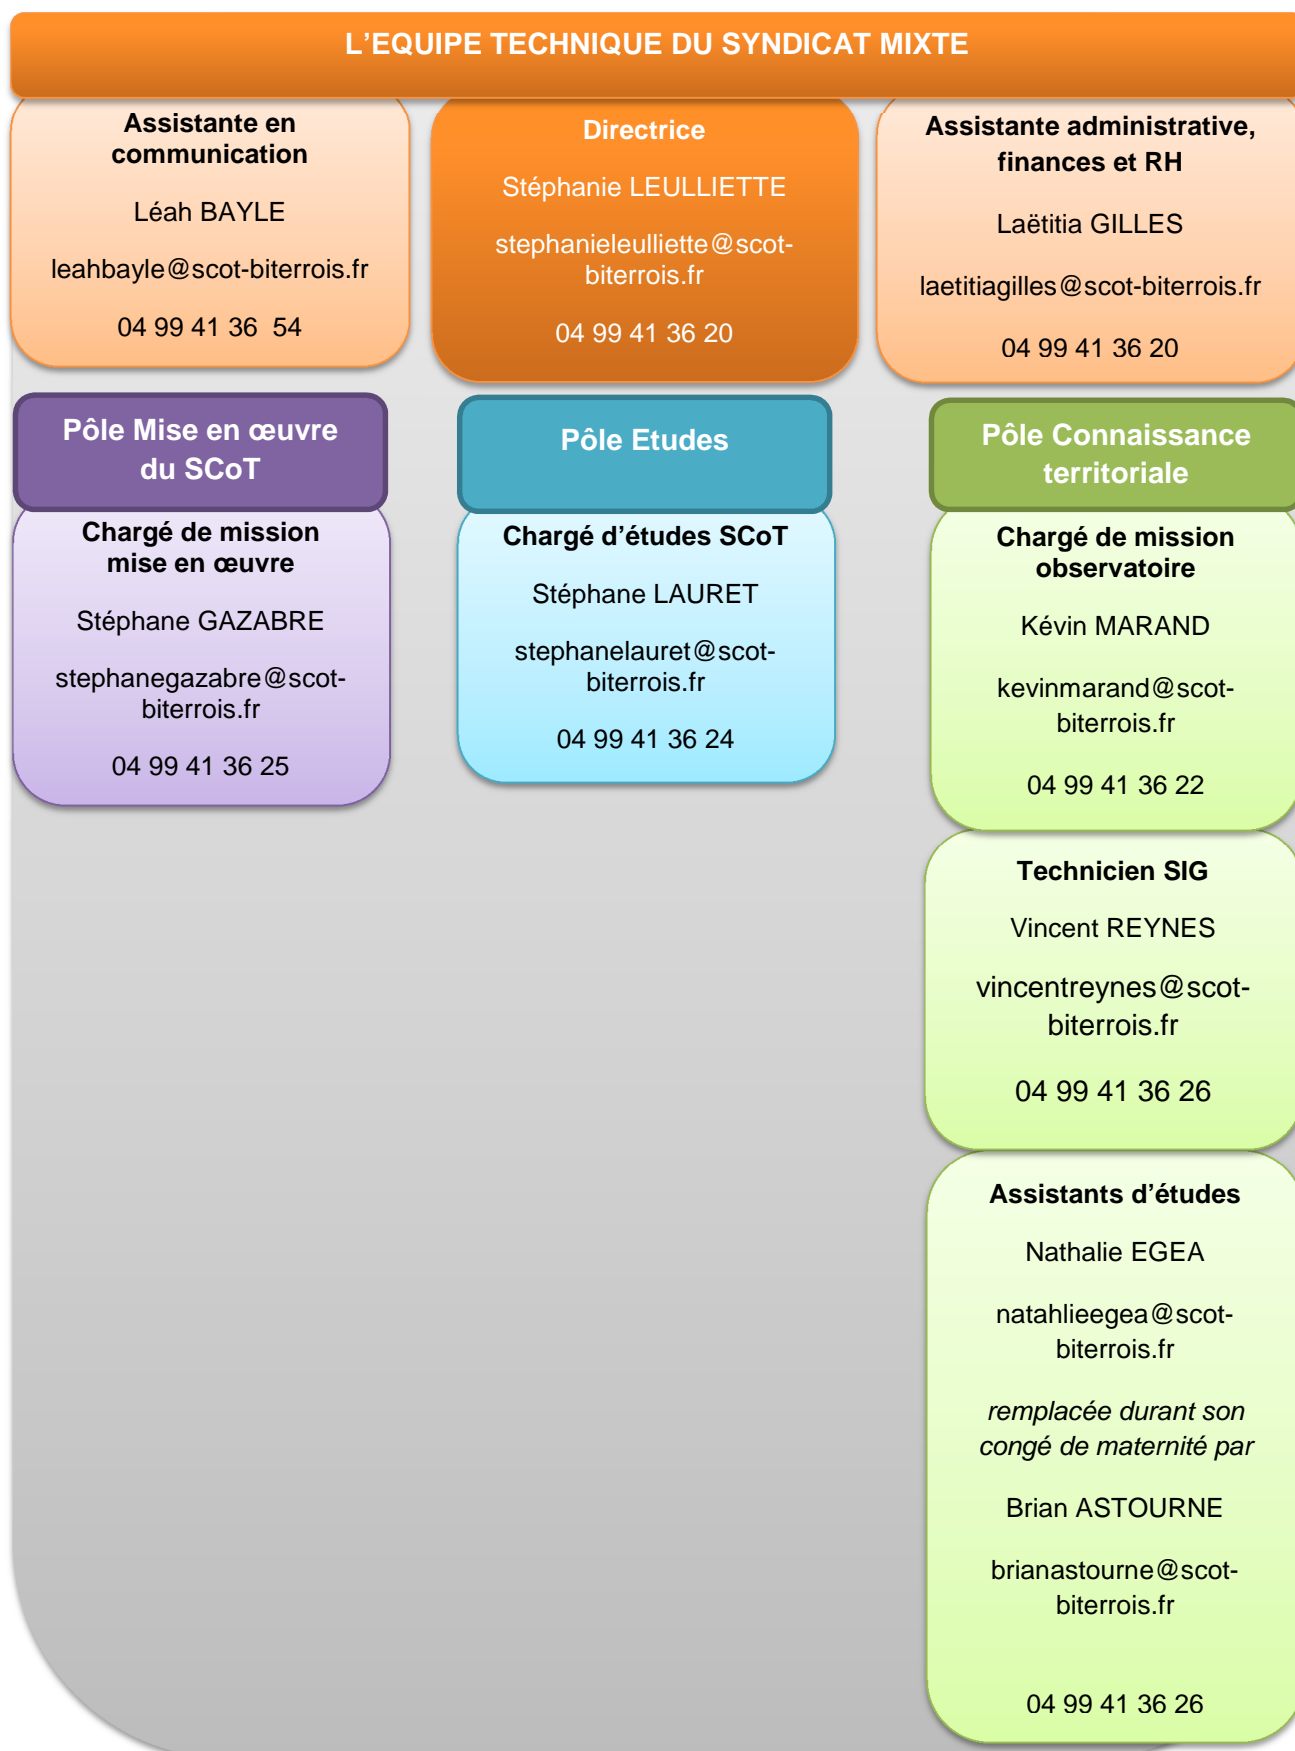 L'EQUIPE TECHNIQUE DU SYNDICAT MIXTE
Assistante en
communication
Léah BAYLE
leahbayle@scot-biterrois.fr
04 99 41 36  54
Directrice
Stéphanie LEULLIETTE
stephanieleulliette@scot-
biterrois.fr
04 99 41 36 20
Assistante administrative,
finances et RH
Laëtitia GILLES
laetitiagilles@scot-biterrois.fr
04 99 41 36 20
Pôle Mise en œuvre
du SCoT
Chargé de mission
mise en œuvre
Stéphane GAZABRE
stephanegazabre@scot-
biterrois.fr
04 99 41 36 25
Pôle Etudes
Chargé d’études SCoT
Stéphane LAURET
stephanelauret@scot-
biterrois.fr
04 99 41 36 24
Pôle Connaissance
territoriale
Chargé de mission
observatoire
Kévin MARAND
kevinmarand@scot-
biterrois.fr
04 99 41 36 22
Technicien SIG
Vincent REYNES
vincentreynes@scot-
biterrois.fr
04 99 41 36 26
Assistants d’études
Nathalie EGEA
natahlieegea@scot-
biterrois.fr
remplacée durant son
congé de maternité par
Brian ASTOURNE
brianastourne@scot-
biterrois.fr
04 99 41 36 26